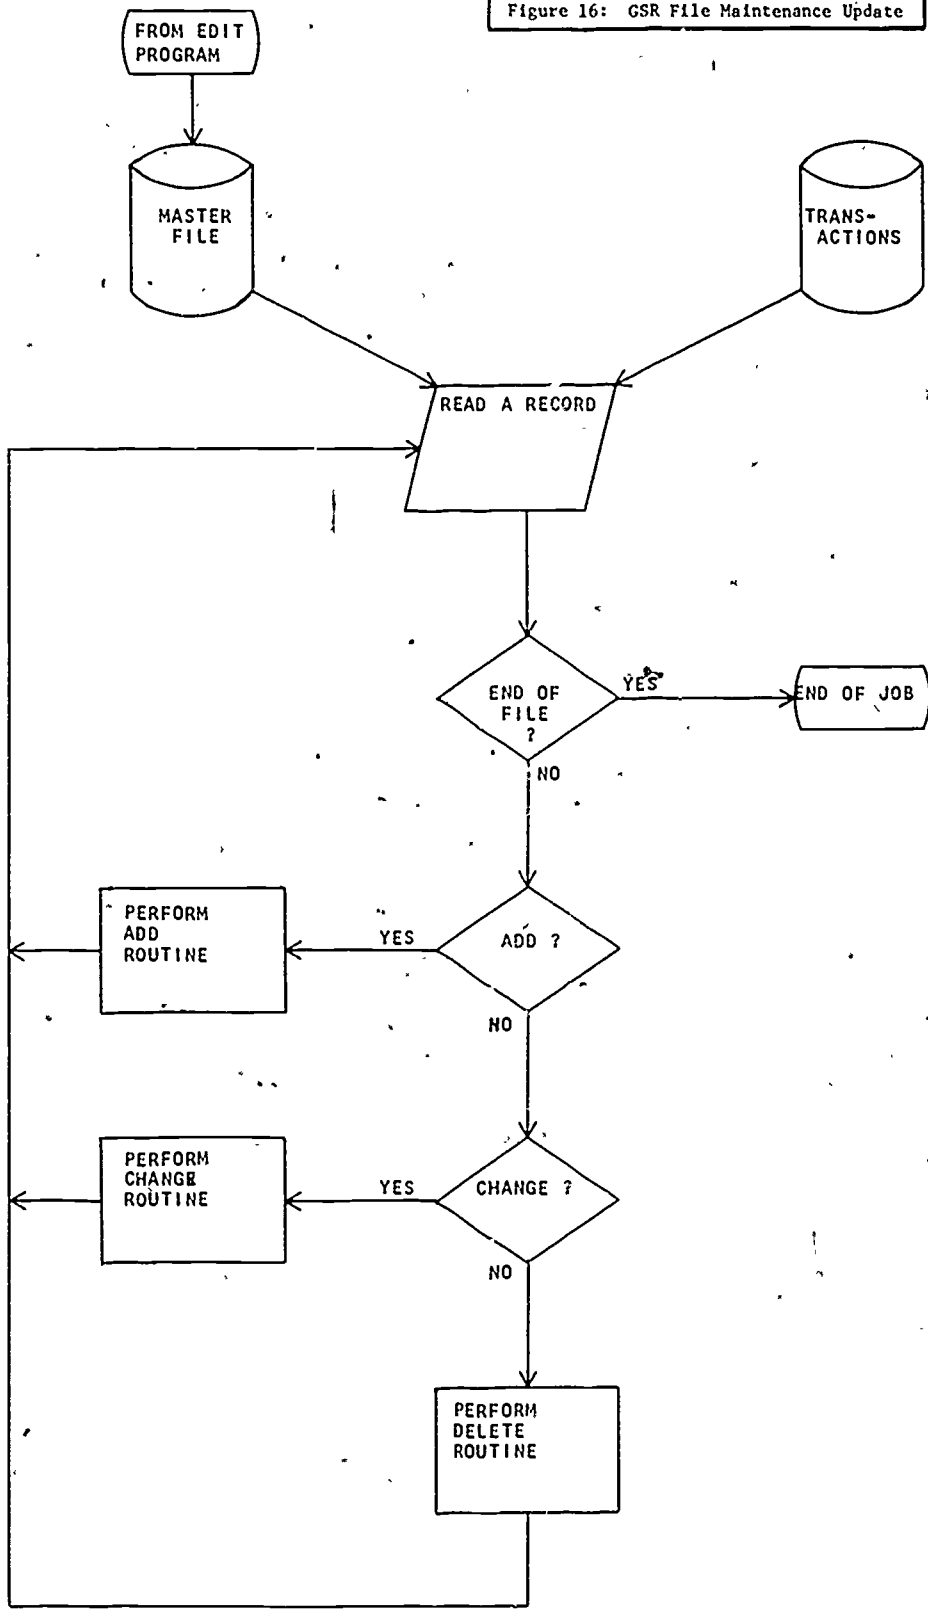 Figure 16: GSR File Maintenance Update
FROM EDIT
PROGRAM
MASTER
FILE
TRANS-
ACTIONS
READ A RECORD
END OF
FILE
?
YES
END OF JOB
NO
PERFORM
ADD
ROUTINE
YES
ADD ?
NO
PERFORM
CHANGE
ROUTINE
YES
CHANGE ?
NO
PERFORM
DELETE
ROUTINE